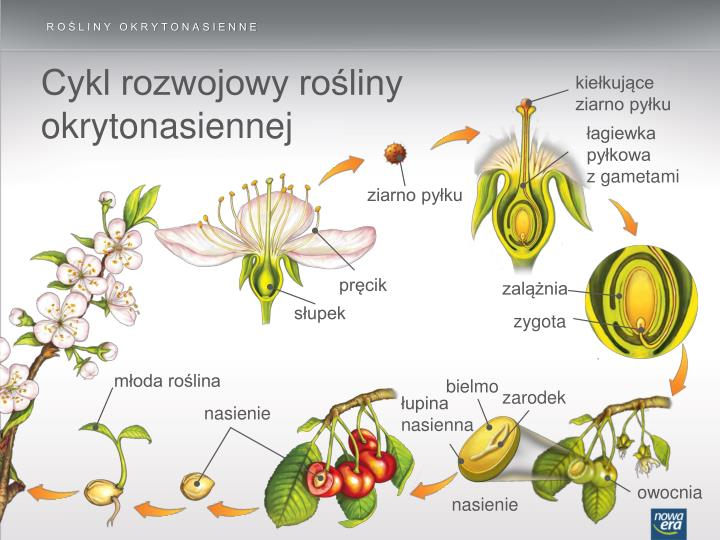 ROŚLINY OKRYTONASIENNE
Cykl rozwojowy rośliny
okrytonasiennej
kiełkujące
ziarno pyłku
łagiewka
pyłkowa
z gametami
ziarno pyłku
pręcik
słupek
zalążnia
zygota
młoda roślina
nasienie
bielmo
zarodek
łupina
nasienna
nasienie
owocnia
nowa
era